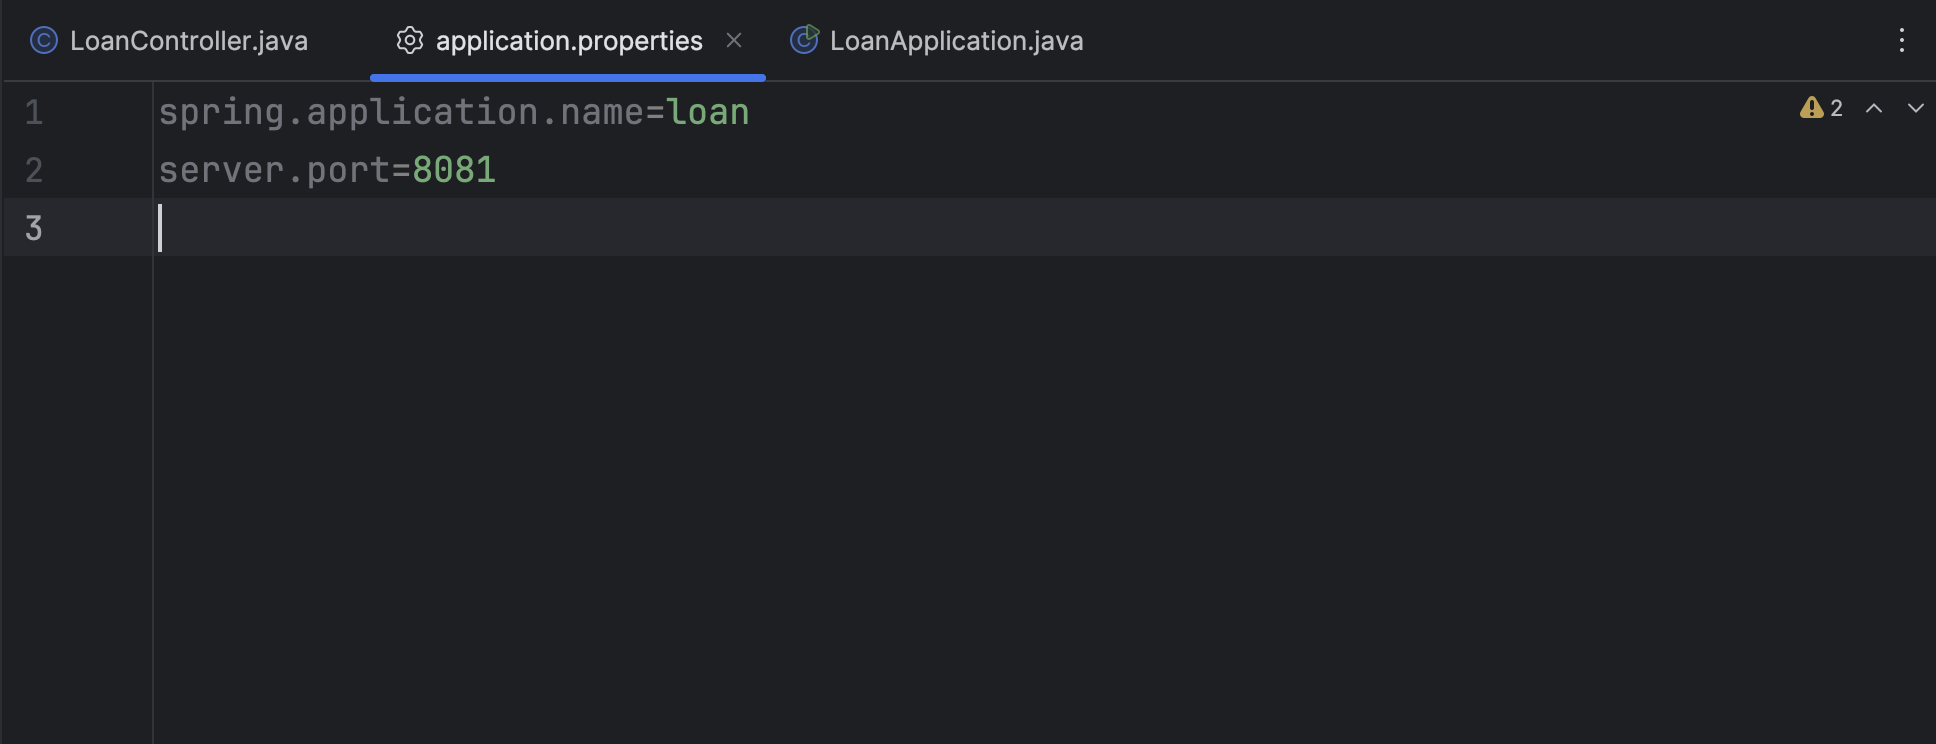 LoanController.java
application.properties
LoanApplication.java
1 spring.application.name=loan
2
2 server.port=8081
3